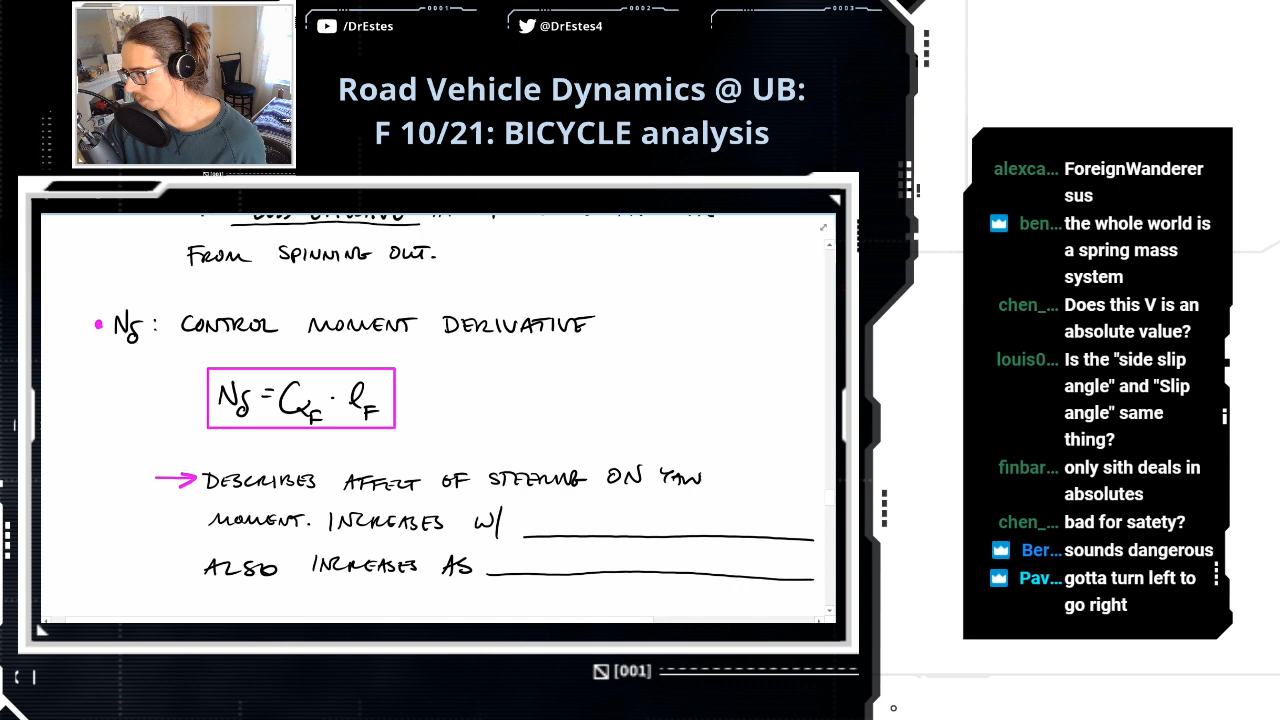 0001
0002
0003
/DrEstes
@DrEstes4
Road Vehicle Dynamics @ UB:
F 10/21: BICYCLE analysis
[001]
FROM SPINNING OUT.
• Nδ: CONTROL MOMENT DERIVATIVE
Nδ = CαF · lF
→ DESCRIBES AFFECT OF STEERING ON YAW
MOMENT. INCREASES W/
ALSO INCREASES AS
[001]
alexca... ForeignWanderer
sus
ben... the whole world is
a spring mass
system
chen_... Does this V is an
absolute value?
louis0... Is the "side slip
angle" and "Slip
angle" same
thing?
finbar... only sith deals in
absolutes
chen_... bad for satety?
Ber... sounds dangerous
Pav... gotta turn left to
go right